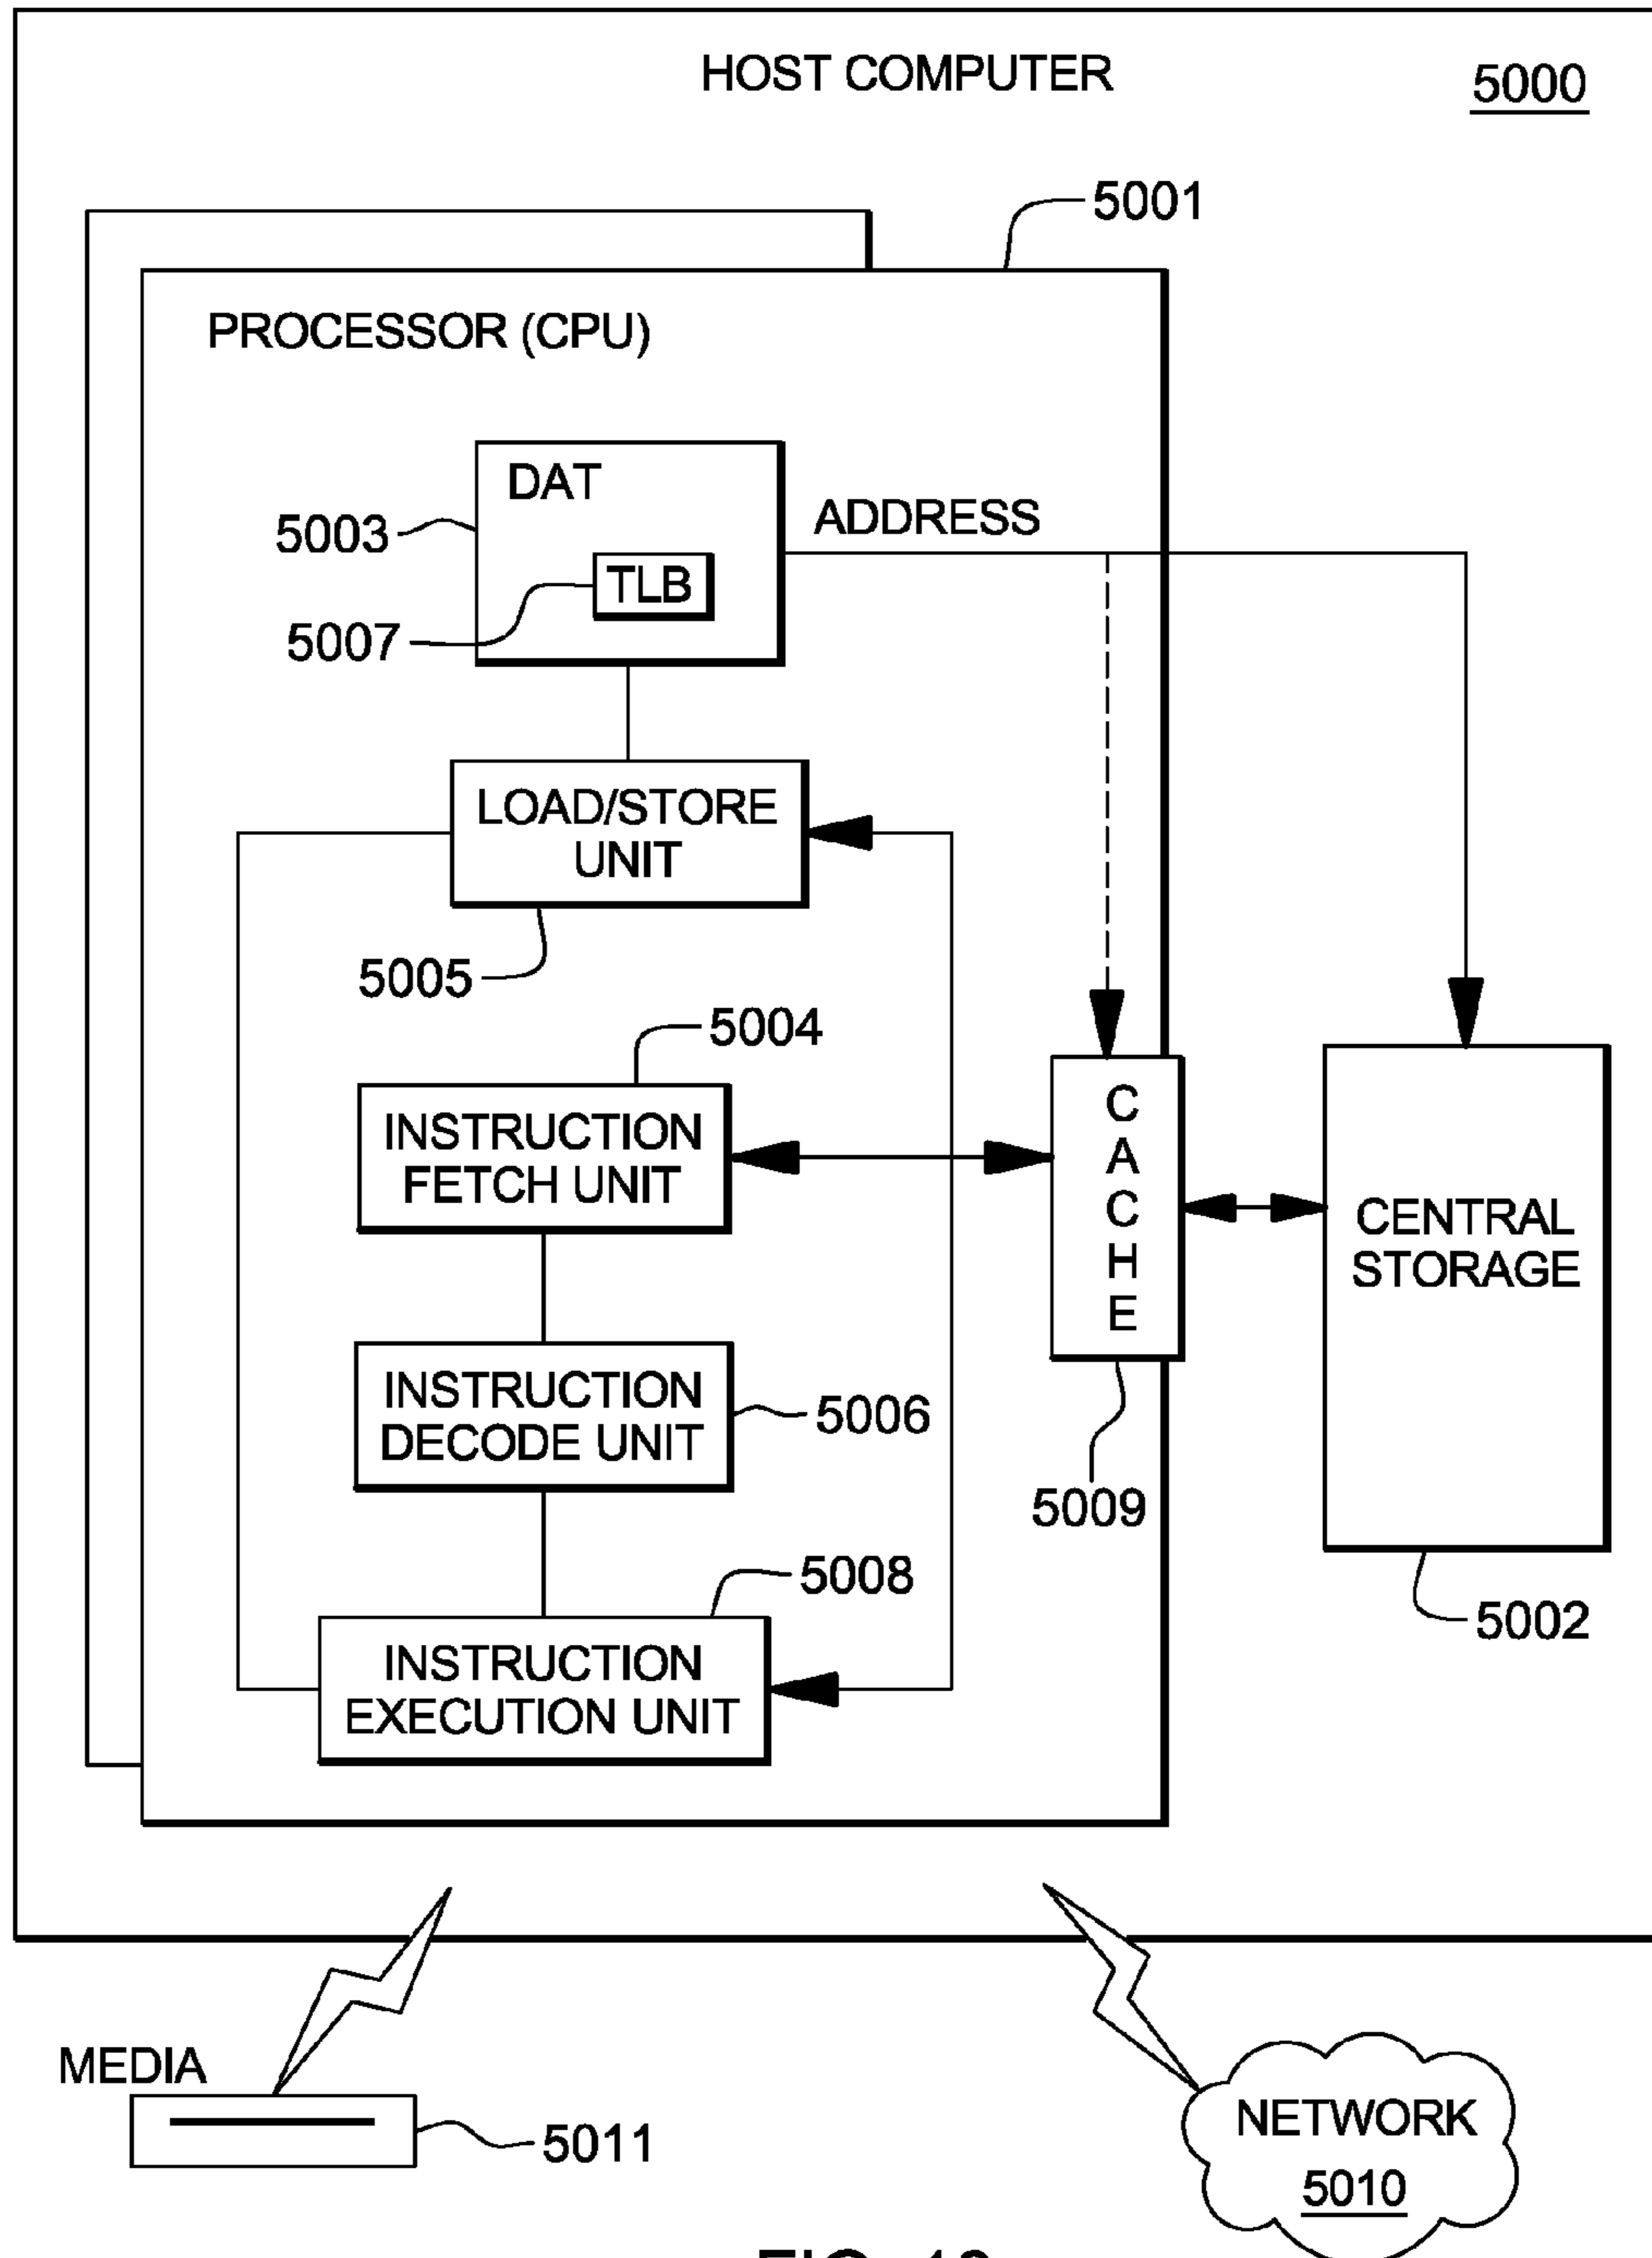 HOST COMPUTER
5000
5001
PROCESSOR (CPU)
DAT
ADDRESS
5003
TLB
5007
LOAD/STORE
UNIT
5005
5004
INSTRUCTION
FETCH UNIT
CACHE
CENTRAL
STORAGE
INSTRUCTION
DECODE UNIT
5006
5009
5008
5002
INSTRUCTION
EXECUTION UNIT
MEDIA
5011
NETWORK
5010